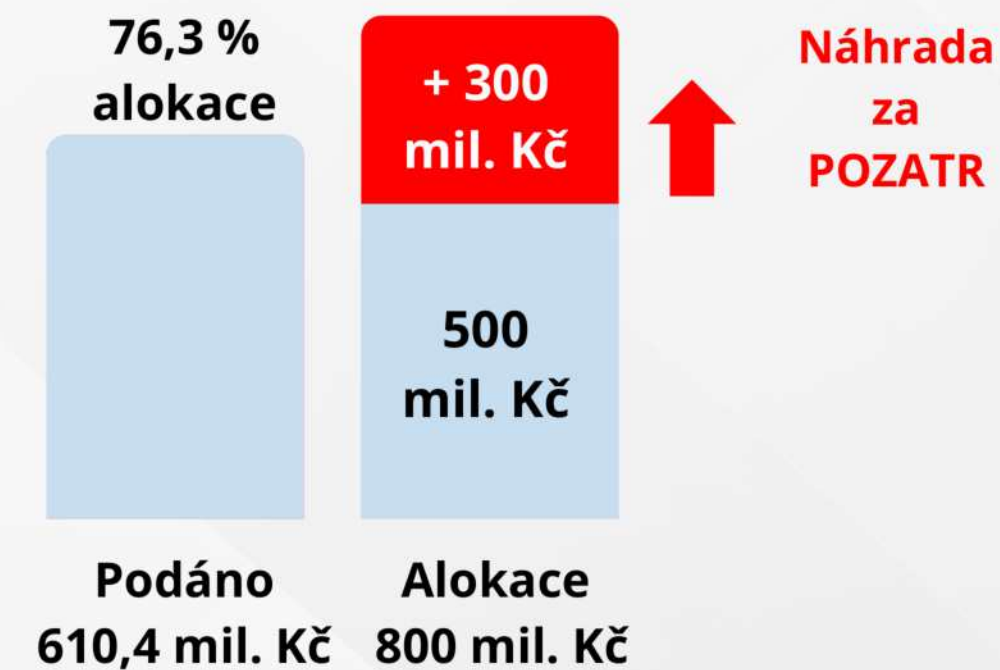 76,3 %
alokace
+ 300
mil. Kč
Náhrada
za
POZATR
500
mil. Kč
Podáno
610,4 mil. Kč
Alokace
800 mil. Kč